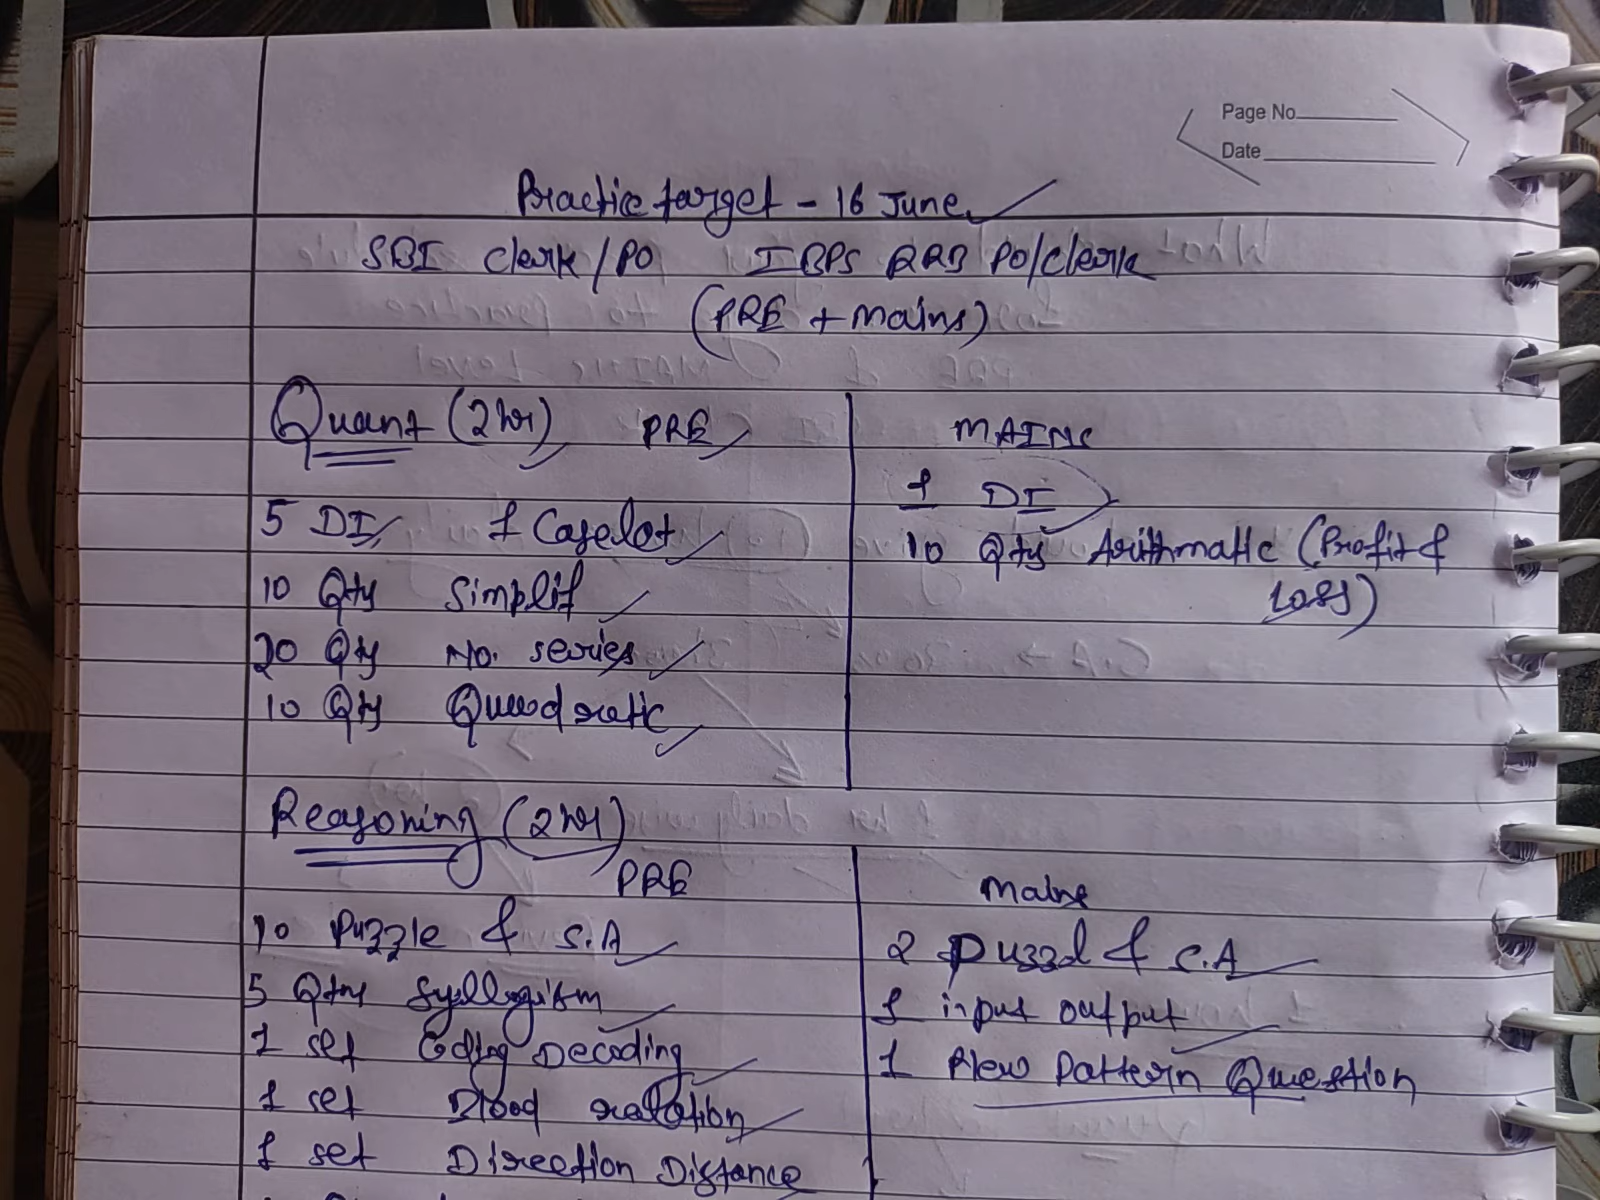 Page No.
Date
Practice target - 16 June
SBI Clerk/PO IBPS RRB PO/Clerk
(PRE + Mains)
Quant (2hr) PRE
5 DI 1 Caselet
10 Qty Simplif
20 Qty No. series
10 Qty Quadratic
MAINS
1 DI
10 Qty Arithmatic (Profit &
Loss)
Reasoning (2hr)
PRE
10 Puzzle & S.A
5 Qtns Syllogism
1 set Coding Decoding
1 set Blood relation
1 set Direction Distance
Mains
2 Puzzel & S.A
1 input output
1 New Pattern Question